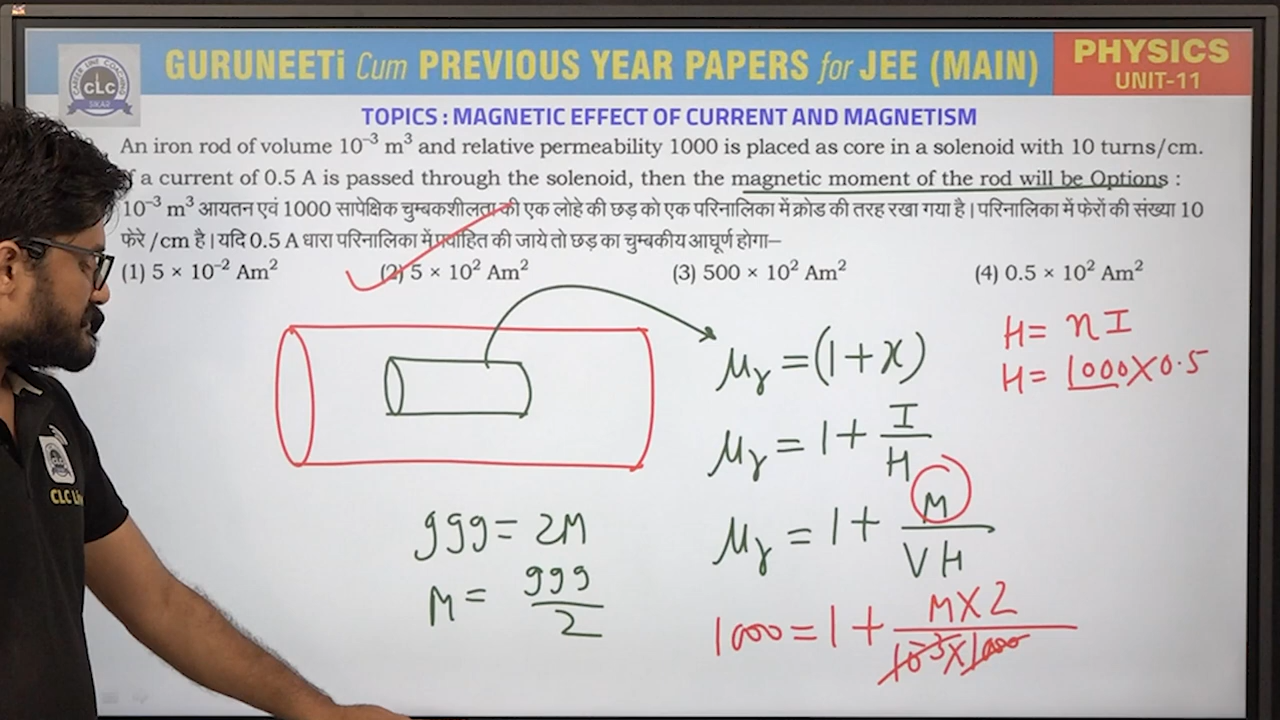 GURUNEETi Cum PREVIOUS YEAR PAPERS for JEE (MAIN)
PHYSICS
UNIT-11
CLC
SIKAR
TOPICS : MAGNETIC EFFECT OF CURRENT AND MAGNETISM
An iron rod of volume 10⁻³ m³ and relative permeability 1000 is placed as core in a solenoid with 10 turns/cm.
a current of 0.5 A is passed through the solenoid, then the magnetic moment of the rod will be Options :
10⁻³ m³ आयतन एवं 1000 सापेक्षिक चुम्बकशीलता की एक लोहे की छड़ को एक परिनालिका में क्रोड की तरह रखा गया है। परिनालिका में फेरों की संख्या 10
फेरे /cm है। यदि 0.5 A धारा परिनालिका में प्रवाहित की जाये तो छड़ का चुम्बकीय आघूर्ण होगा–
(1) 5 × 10⁻² Am² (2) 5 × 10² Am² (3) 500 × 10² Am² (4) 0.5 × 10² Am²
H = nI
H = 1000×0.5
μr = (1+x)
μr = 1 + I/H
μr = 1 + M/VH
1000 = 1 + M×2/10⁻³×1000
999 = 2M
M = 999/2
CLC Li